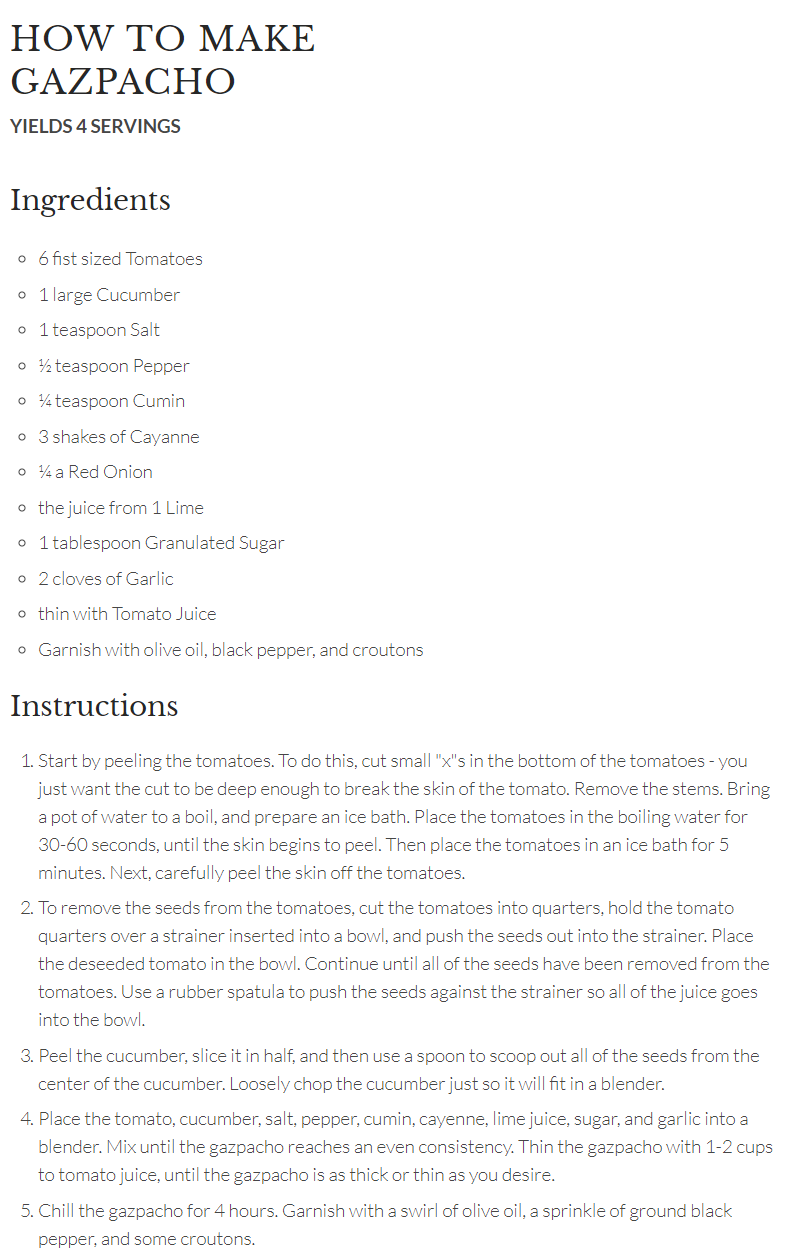 HOW TO MAKE
GAZPACHO
YIELDS 4 SERVINGS
Ingredients
6 fist sized Tomatoes
1 large Cucumber
1 teaspoon Salt
½ teaspoon Pepper
¼ teaspoon Cumin
3 shakes of Cayanne
¼ a Red Onion
the juice from 1 Lime
1 tablespoon Granulated Sugar
2 cloves of Garlic
thin with Tomato Juice
Garnish with olive oil, black pepper, and croutons
Instructions
1. Start by peeling the tomatoes. To do this, cut small "x"s in the bottom of the tomatoes - you
just want the cut to be deep enough to break the skin of the tomato. Remove the stems. Bring
a pot of water to a boil, and prepare an ice bath. Place the tomatoes in the boiling water for
30-60 seconds, until the skin begins to peel. Then place the tomatoes in an ice bath for 5
minutes. Next, carefully peel the skin off the tomatoes.
2. To remove the seeds from the tomatoes, cut the tomatoes into quarters, hold the tomato
quarters over a strainer inserted into a bowl, and push the seeds out into the strainer. Place
the deseeded tomato in the bowl. Continue until all of the seeds have been removed from the
tomatoes. Use a rubber spatula to push the seeds against the strainer so all of the juice goes
into the bowl.
3. Peel the cucumber, slice it in half, and then use a spoon to scoop out all of the seeds from the
center of the cucumber. Loosely chop the cucumber just so it will fit in a blender.
4. Place the tomato, cucumber, salt, pepper, cumin, cayenne, lime juice, sugar, and garlic into a
blender. Mix until the gazpacho reaches an even consistency. Thin the gazpacho with 1-2 cups
to tomato juice, until the gazpacho is as thick or thin as you desire.
5. Chill the gazpacho for 4 hours. Garnish with a swirl of olive oil, a sprinkle of ground black
pepper, and some croutons.